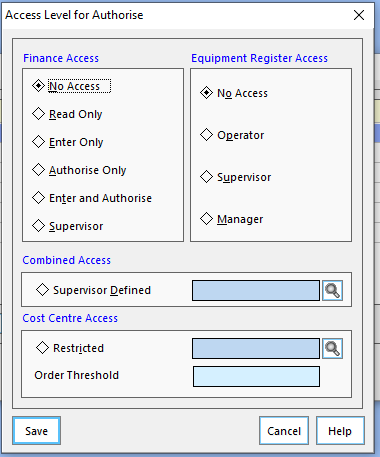 Access Level for Authorise
Finance Access
No Access
Read Only
Enter Only
Authorise Only
Enter and Authorise
Supervisor
Equipment Register Access
No Access
Operator
Supervisor
Manager
Combined Access
Supervisor Defined
Cost Centre Access
Restricted
Order Threshold
Save
Cancel
Help